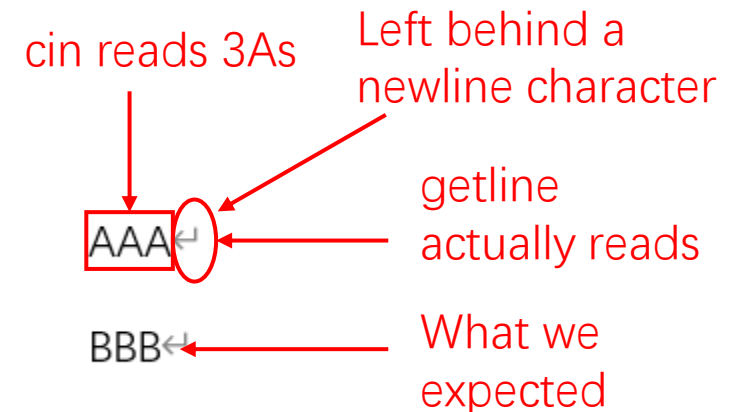 cin reads 3As
Left behind a
newline character
AAA↵
getline
actually reads
BBB↵
What we
expected